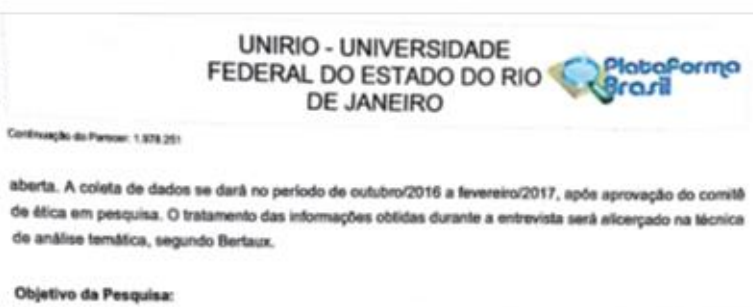 UNIRIO - UNIVERSIDADE
FEDERAL DO ESTADO DO RIO
DE JANEIRO
Plataforma
Brasil
Continuação do Parecer: 1.978.251
aberta. A coleta de dados se dará no período de outubro/2016 a fevereiro/2017, após aprovação do comitê
de ética em pesquisa. O tratamento das informações obtidas durante a entrevista será alicerçado na técnica
de análise temática, segundo Bertaux.
Objetivo da Pesquisa: